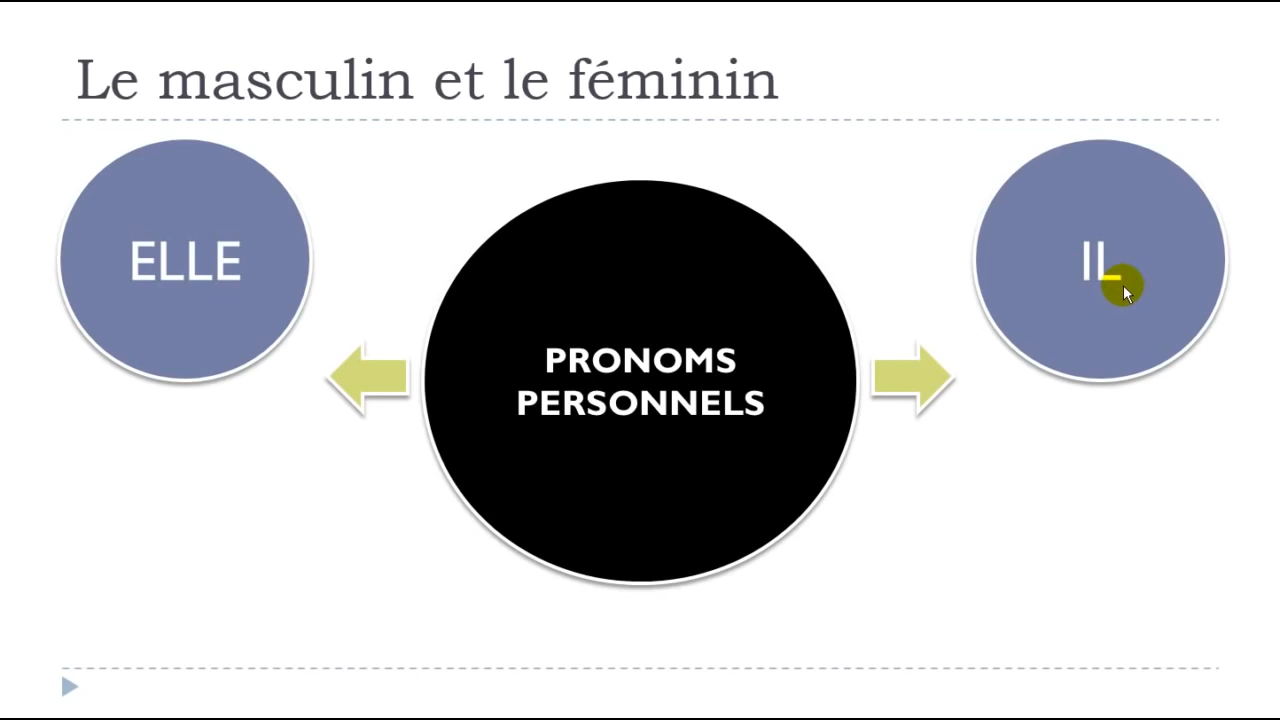 Le masculin et le féminin
ELLE
PRONOMS
PERSONNELS
IL